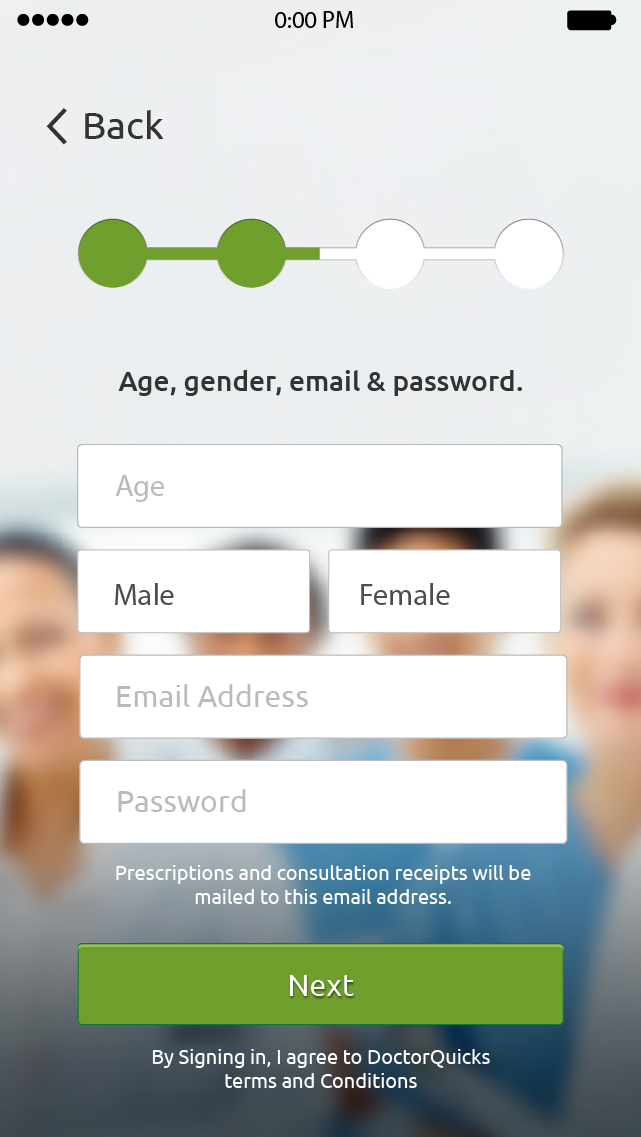 0:00 PM
Back
Age, gender, email & password.
Age
Male
Female
Email Address
Password
Prescriptions and consultation receipts will be
mailed to this email address.
Next
By Signing in, I agree to DoctorQuicks
terms and Conditions